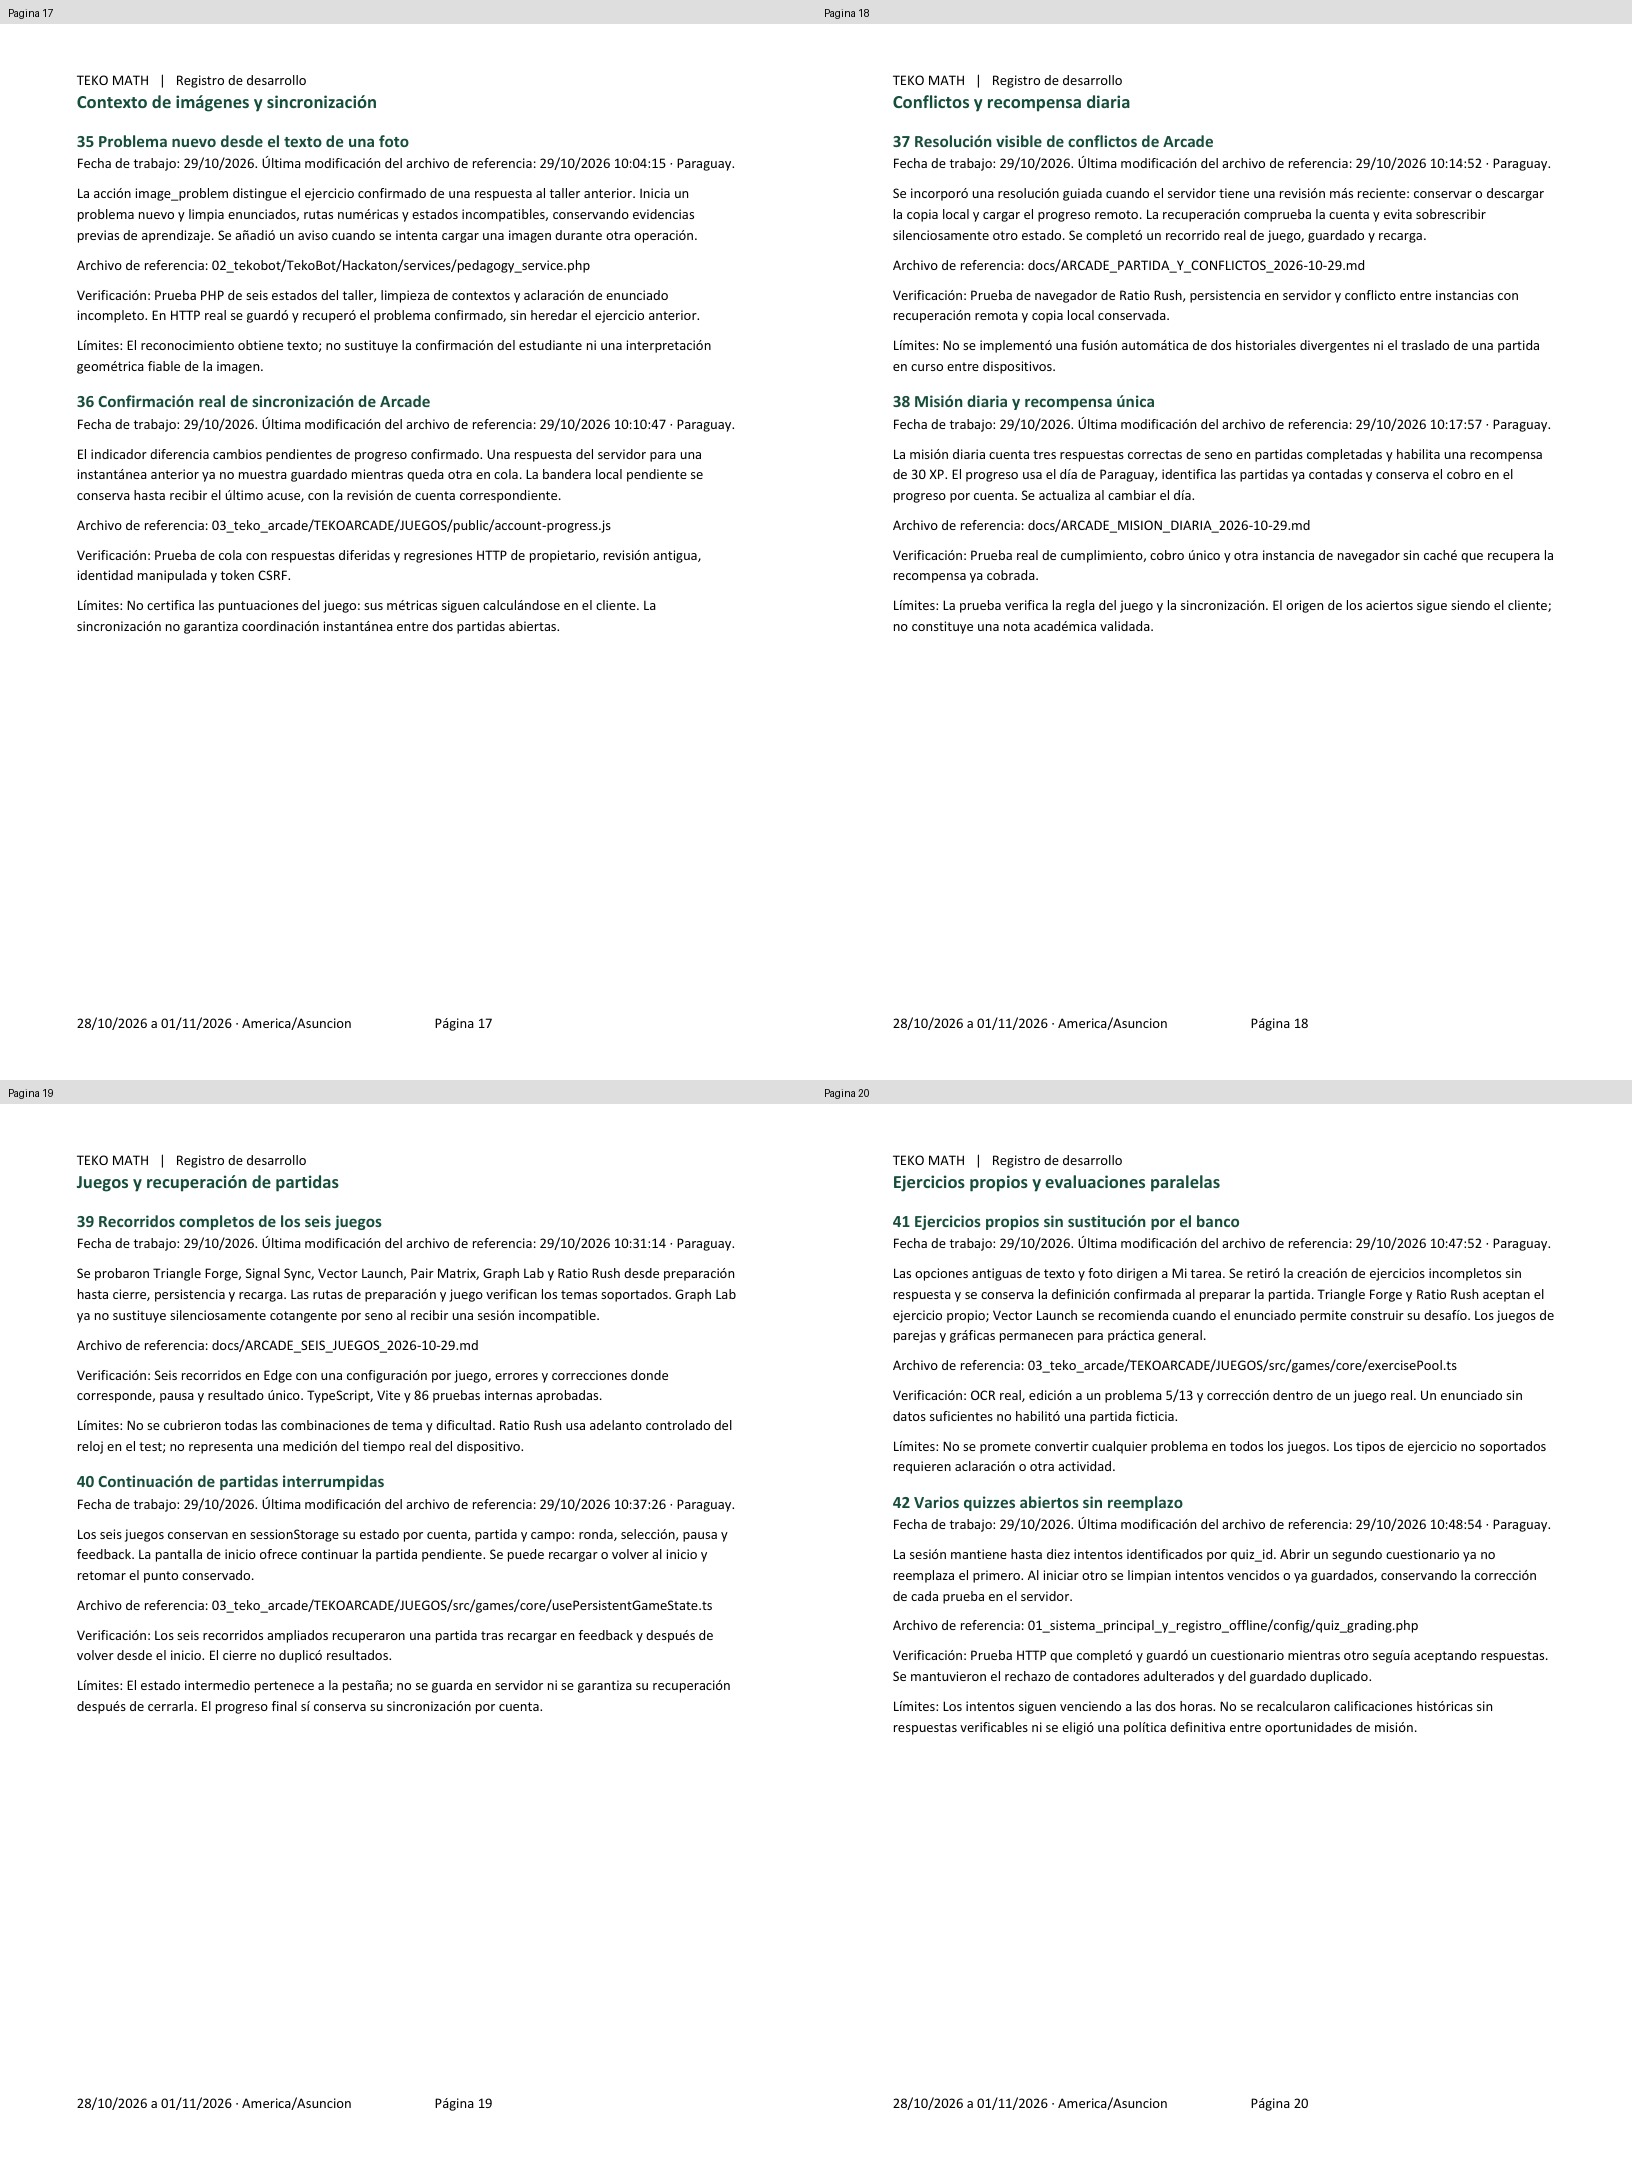 Pagina 17
TEKO MATH | Registro de desarrollo
Contexto de imágenes y sincronización
35 Problema nuevo desde el texto de una foto
Fecha de trabajo: 29/10/2026. Última modificación del archivo de referencia: 29/10/2026 10:04:15 · Paraguay.
La acción image_problem distingue el ejercicio confirmado de una respuesta al taller anterior. Inicia un
problema nuevo y limpia enunciados, rutas numéricas y estados incompatibles, conservando evidencias
previas de aprendizaje. Se añadió un aviso cuando se intenta cargar una imagen durante otra operación.
Archivo de referencia: 02_tekobot/TekoBot/Hackaton/services/pedagogy_service.php
Verificación: Prueba PHP de seis estados del taller, limpieza de contextos y aclaración de enunciado
incompleto. En HTTP real se guardó y recuperó el problema confirmado, sin heredar el ejercicio anterior.
Límites: El reconocimiento obtiene texto; no sustituye la confirmación del estudiante ni una interpretación
geométrica fiable de la imagen.
36 Confirmación real de sincronización de Arcade
Fecha de trabajo: 29/10/2026. Última modificación del archivo de referencia: 29/10/2026 10:10:47 · Paraguay.
El indicador diferencia cambios pendientes de progreso confirmado. Una respuesta del servidor para una
instantánea anterior ya no muestra guardado mientras queda otra en cola. La bandera local pendiente se
conserva hasta recibir el último acuse, con la revisión de cuenta correspondiente.
Archivo de referencia: 03_teko_arcade/TEKOARCADE/JUEGOS/public/account-progress.js
Verificación: Prueba de cola con respuestas diferidas y regresiones HTTP de propietario, revisión antigua,
identidad manipulada y token CSRF.
Límites: No certifica las puntuaciones del juego: sus métricas siguen calculándose en el cliente. La
sincronización no garantiza coordinación instantánea entre dos partidas abiertas.
28/10/2026 a 01/11/2026 · America/Asuncion Página 17
Pagina 18
TEKO MATH | Registro de desarrollo
Conflictos y recompensa diaria
37 Resolución visible de conflictos de Arcade
Fecha de trabajo: 29/10/2026. Última modificación del archivo de referencia: 29/10/2026 10:14:52 · Paraguay.
Se incorporó una resolución guiada cuando el servidor tiene una revisión más reciente: conservar o descargar
la copia local y cargar el progreso remoto. La recuperación comprueba la cuenta y evita sobrescribir
silenciosamente otro estado. Se completó un recorrido real de juego, guardado y recarga.
Archivo de referencia: docs/ARCADE_PARTIDA_Y_CONFLICTOS_2026-10-29.md
Verificación: Prueba de navegador de Ratio Rush, persistencia en servidor y conflicto entre instancias con
recuperación remota y copia local conservada.
Límites: No se implementó una fusión automática de dos historiales divergentes ni el traslado de una partida
en curso entre dispositivos.
38 Misión diaria y recompensa única
Fecha de trabajo: 29/10/2026. Última modificación del archivo de referencia: 29/10/2026 10:17:57 · Paraguay.
La misión diaria cuenta tres respuestas correctas de seno en partidas completadas y habilita una recompensa
de 30 XP. El progreso usa el día de Paraguay, identifica las partidas ya contadas y conserva el cobro en el
progreso por cuenta. Se actualiza al cambiar el día.
Archivo de referencia: docs/ARCADE_MISION_DIARIA_2026-10-29.md
Verificación: Prueba real de cumplimiento, cobro único y otra instancia de navegador sin caché que recupera la
recompensa ya cobrada.
Límites: La prueba verifica la regla del juego y la sincronización. El origen de los aciertos sigue siendo el cliente;
no constituye una nota académica validada.
28/10/2026 a 01/11/2026 · America/Asuncion Página 18
Pagina 19
TEKO MATH | Registro de desarrollo
Juegos y recuperación de partidas
39 Recorridos completos de los seis juegos
Fecha de trabajo: 29/10/2026. Última modificación del archivo de referencia: 29/10/2026 10:31:14 · Paraguay.
Se probaron Triangle Forge, Signal Sync, Vector Launch, Pair Matrix, Graph Lab y Ratio Rush desde preparación
hasta cierre, persistencia y recarga. Las rutas de preparación y juego verifican los temas soportados. Graph Lab
ya no sustituye silenciosamente cotangente por seno al recibir una sesión incompatible.
Archivo de referencia: docs/ARCADE_SEIS_JUEGOS_2026-10-29.md
Verificación: Seis recorridos en Edge con una configuración por juego, errores y correcciones donde
corresponde, pausa y resultado único. TypeScript, Vite y 86 pruebas internas aprobadas.
Límites: No se cubrieron todas las combinaciones de tema y dificultad. Ratio Rush usa adelanto controlado del
reloj en el test; no representa una medición del tiempo real del dispositivo.
40 Continuación de partidas interrumpidas
Fecha de trabajo: 29/10/2026. Última modificación del archivo de referencia: 29/10/2026 10:37:26 · Paraguay.
Los seis juegos conservan en sessionStorage su estado por cuenta, partida y campo: ronda, selección, pausa y
feedback. La pantalla de inicio ofrece continuar la partida pendiente. Se puede recargar o volver al inicio y
retomar el punto conservado.
Archivo de referencia: 03_teko_arcade/TEKOARCADE/JUEGOS/src/games/core/usePersistentGameState.ts
Verificación: Los seis recorridos ampliados recuperaron una partida tras recargar en feedback y después de
volver desde el inicio. El cierre no duplicó resultados.
Límites: El estado intermedio pertenece a la pestaña; no se guarda en servidor ni se garantiza su recuperación
después de cerrarla. El progreso final sí conserva su sincronización por cuenta.
28/10/2026 a 01/11/2026 · America/Asuncion Página 19
Pagina 20
TEKO MATH | Registro de desarrollo
Ejercicios propios y evaluaciones paralelas
41 Ejercicios propios sin sustitución por el banco
Fecha de trabajo: 29/10/2026. Última modificación del archivo de referencia: 29/10/2026 10:47:52 · Paraguay.
Las opciones antiguas de texto y foto dirigen a Mi tarea. Se retiró la creación de ejercicios incompletos sin
respuesta y se conserva la definición confirmada al preparar la partida. Triangle Forge y Ratio Rush aceptan el
ejercicio propio; Vector Launch se recomienda cuando el enunciado permite construir su desafío. Los juegos de
parejas y gráficas permanecen para práctica general.
Archivo de referencia: 03_teko_arcade/TEKOARCADE/JUEGOS/src/games/core/exercisePool.ts
Verificación: OCR real, edición a un problema 5/13 y corrección dentro de un juego real. Un enunciado sin
datos suficientes no habilitó una partida ficticia.
Límites: No se promete convertir cualquier problema en todos los juegos. Los tipos de ejercicio no soportados
requieren aclaración o otra actividad.
42 Varios quizzes abiertos sin reemplazo
Fecha de trabajo: 29/10/2026. Última modificación del archivo de referencia: 29/10/2026 10:48:54 · Paraguay.
La sesión mantiene hasta diez intentos identificados por quiz_id. Abrir un segundo cuestionario ya no
reemplaza el primero. Al iniciar otro se limpian intentos vencidos o ya guardados, conservando la corrección
de cada prueba en el servidor.
Archivo de referencia: 01_sistema_principal_y_registro_offline/config/quiz_grading.php
Verificación: Prueba HTTP que completó y guardó un cuestionario mientras otro seguía aceptando respuestas.
Se mantuvieron el rechazo de contadores adulterados y del guardado duplicado.
Límites: Los intentos siguen venciendo a las dos horas. No se recalcularon calificaciones históricas sin
respuestas verificables ni se eligió una política definitiva entre oportunidades de misión.
28/10/2026 a 01/11/2026 · America/Asuncion Página 20